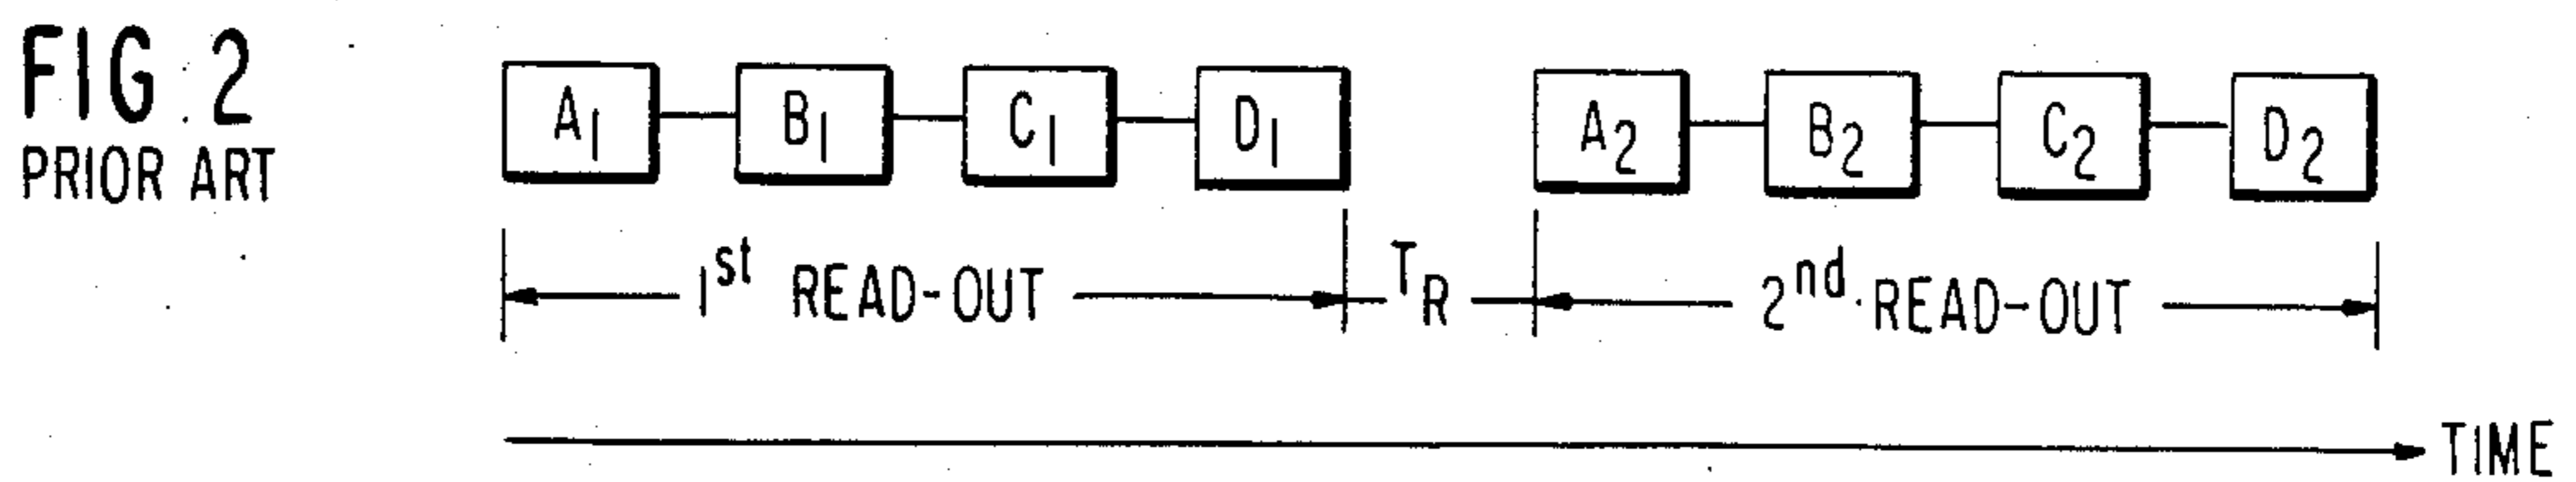 FIG. 2
PRIOR ART
A1 B1 C1 D1 A2 B2 C2 D2
1st READ-OUT TR 2nd READ-OUT
TIME